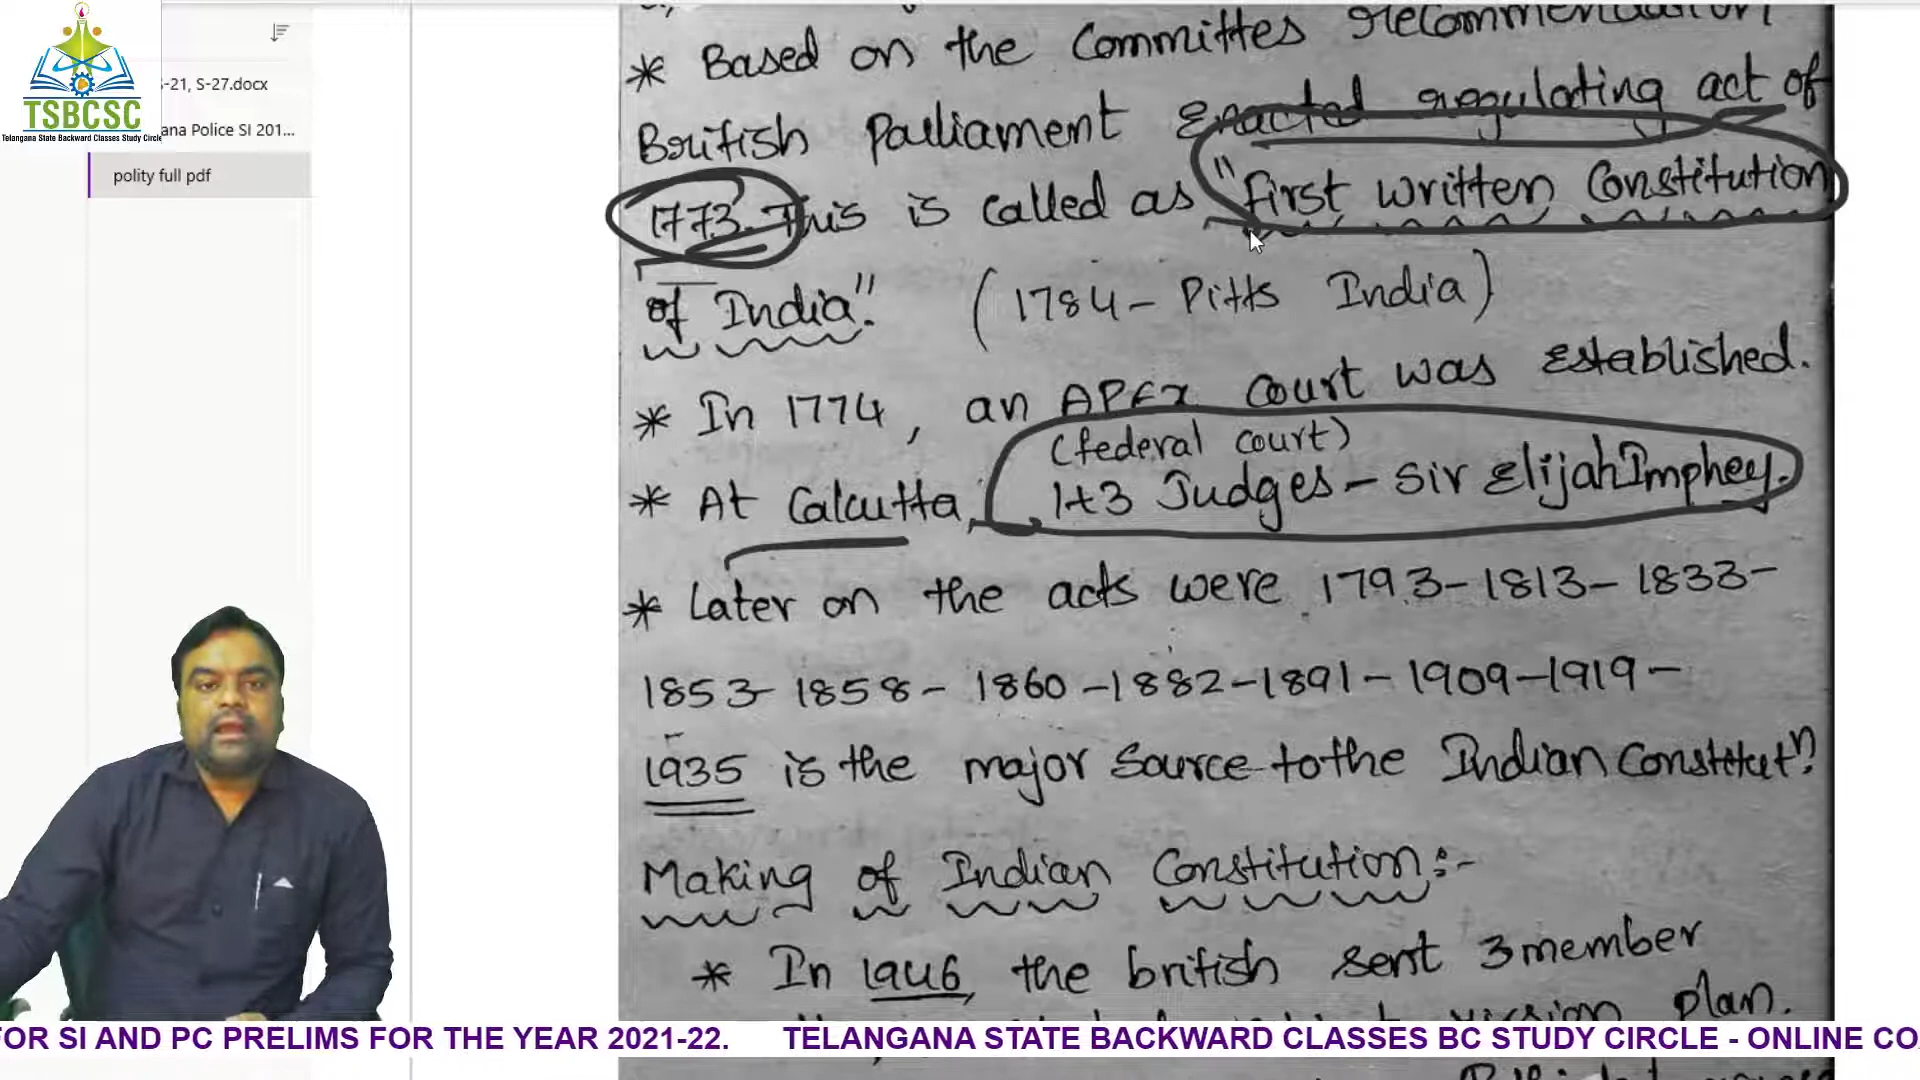 TSBCSC
Telangana State Backward Classes Study Circle
S-21, S-27.docx
ana Police SI 201...
polity full pdf
* Based on the Committes recommendation
British Parliament Enacted regulating act of
1773. This is called as "first written Constitution
of India". (1784 - Pitts India)
* In 1774, an APEX Court was Established.
(federal court)
* At Calcutta, 1+3 Judges - Sir Elijah Imphey.
* Later on the acts were 1793-1813-1833-
1853- 1858- 1860-1882-1891-1909-1919-
1935 is the major source to the Indian
Making of Indian Constitution:-
* In 1946, the british sent 3 member
plan.
FOR SI AND PC PRELIMS FOR THE YEAR 2021-22. TELANGANA STATE BACKWARD CLASSES BC STUDY CIRCLE - ONLINE CO